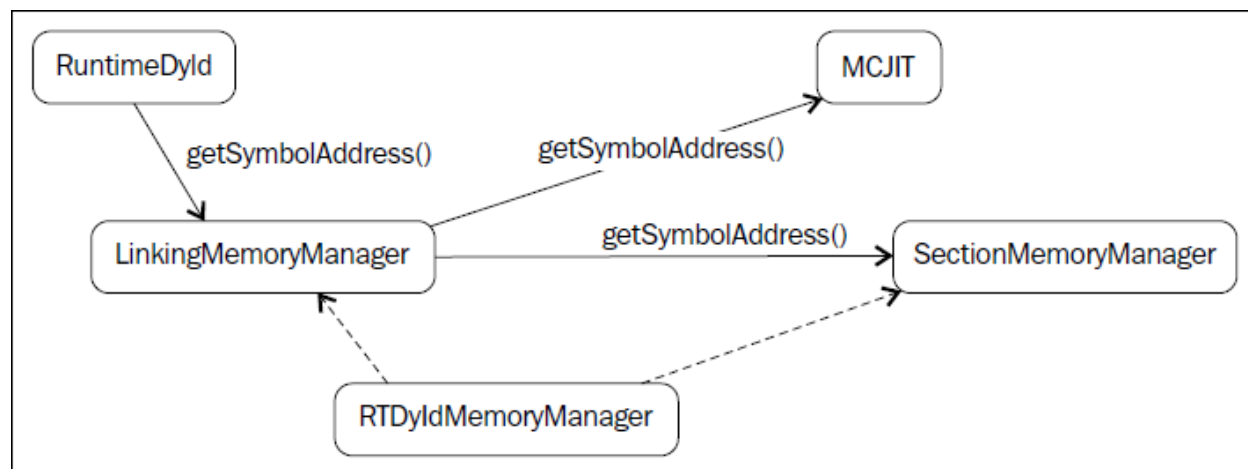 RuntimeDyld
MCJIT
getSymbolAddress()
getSymbolAddress()
LinkingMemoryManager
getSymbolAddress()
SectionMemoryManager
RTDyldMemoryManager